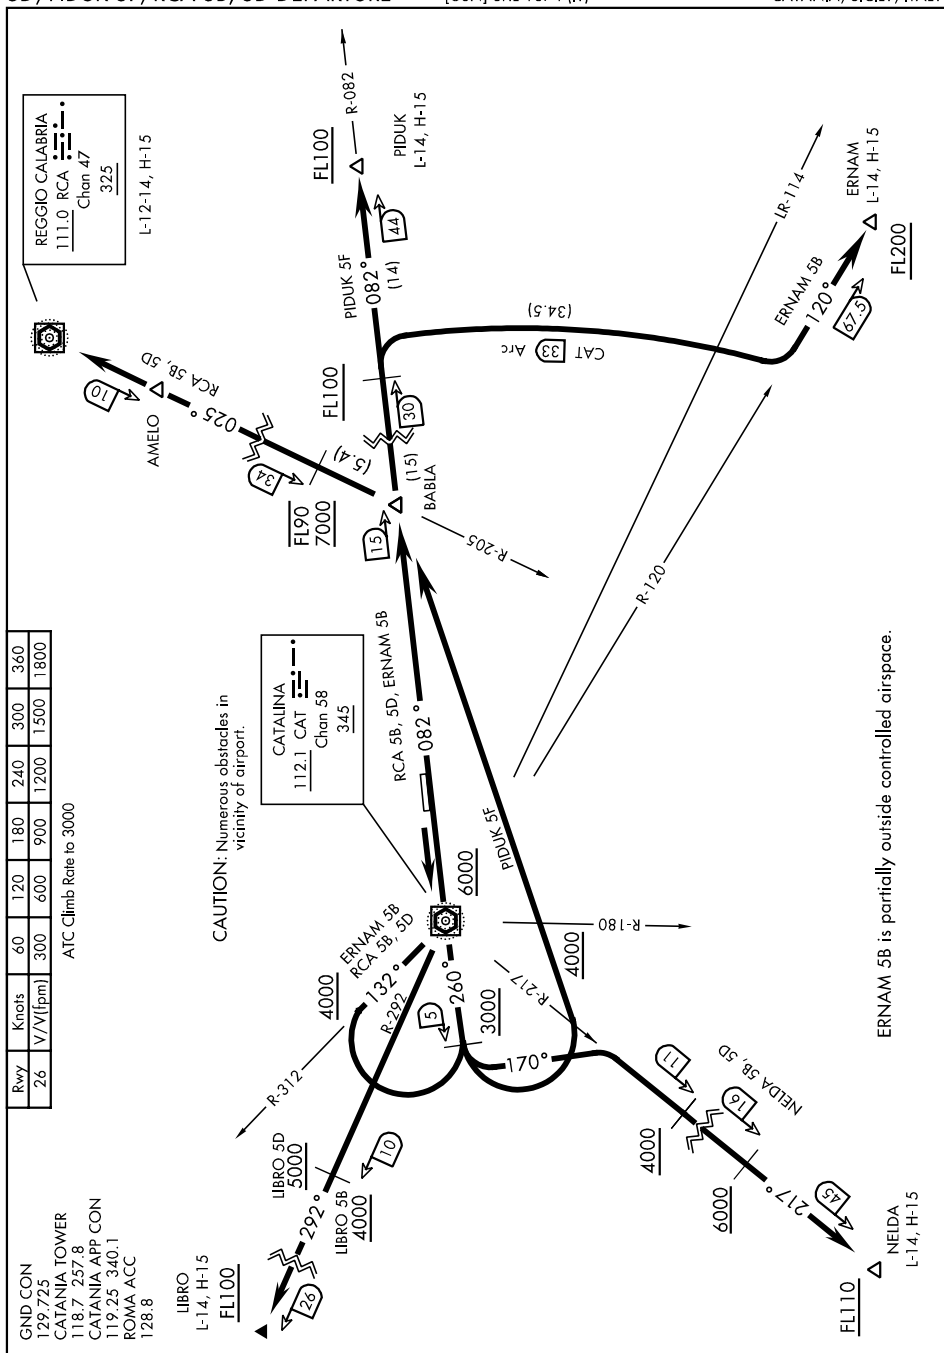 DEPARTURE
GND CON
129.725
CATANIA TOWER
118.7 257.8
CATANIA APP CON
119.25 340.1
ROMA ACC
128.8
Rwy Knots 60 120 180 240 300 360
26 V/V(fpm) 300 600 900 1200 1500 1800
ATC Climb Rate to 3000
REGGIO CALABRIA
111.0 RCA
Chan 47
325
L-12-14, H-15
CAUTION: Numerous obstacles in
vicinity of airport.
CATALINA
112.1 CAT
Chan 58
345
AMELO
10
RCA 5B, 5D
025°
34
(5.4)
FL90
7000
R-082
FL100
PIDUK
L-14, H-15
44
PIDUK 5F
082°
(14)
FL100
30
(15)
15
BABLA
R-205
CAT 33 Arc
(34.5)
LR-114
ERNAM
L-14, H-15
FL200
ERNAM 5B
120°
67.5
R-120
RCA 5B, 5D, ERNAM 5B
082°
PIDUK 5F
6000
R-180
4000
ERNAM 5B
RCA 5B, 5D
4000
132°
R-292
R-312
260°
5
3000
R-217
170°
LIBRO
L-14, H-15
FL100
26
292°
LIBRO 5D
5000
LIBRO 5B
4000
10
11
4000
NELDA 5B, 5D
16
6000
217°
45
NELDA
L-14, H-15
FL110
ERNAM 5B is partially outside controlled airspace.